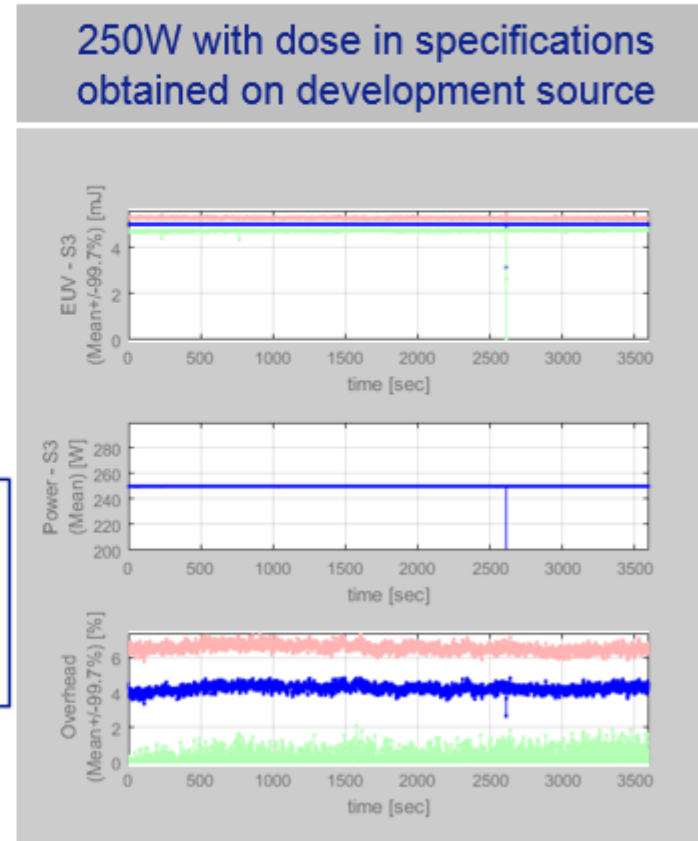 250W with dose in specifications
obtained on development source
EUV - S3
(Mean+/-99.7%) [mJ]
4
2
0
0 500 1000 1500 2000 2500 3000 3500
time [sec]
Power - S3
(Mean) [W]
280
260
240
220
200
0 500 1000 1500 2000 2500 3000 3500
time [sec]
Overhead
(Mean+/-99.7%) [%]
6
4
2
0
0 500 1000 1500 2000 2500 3000 3500
time [sec]